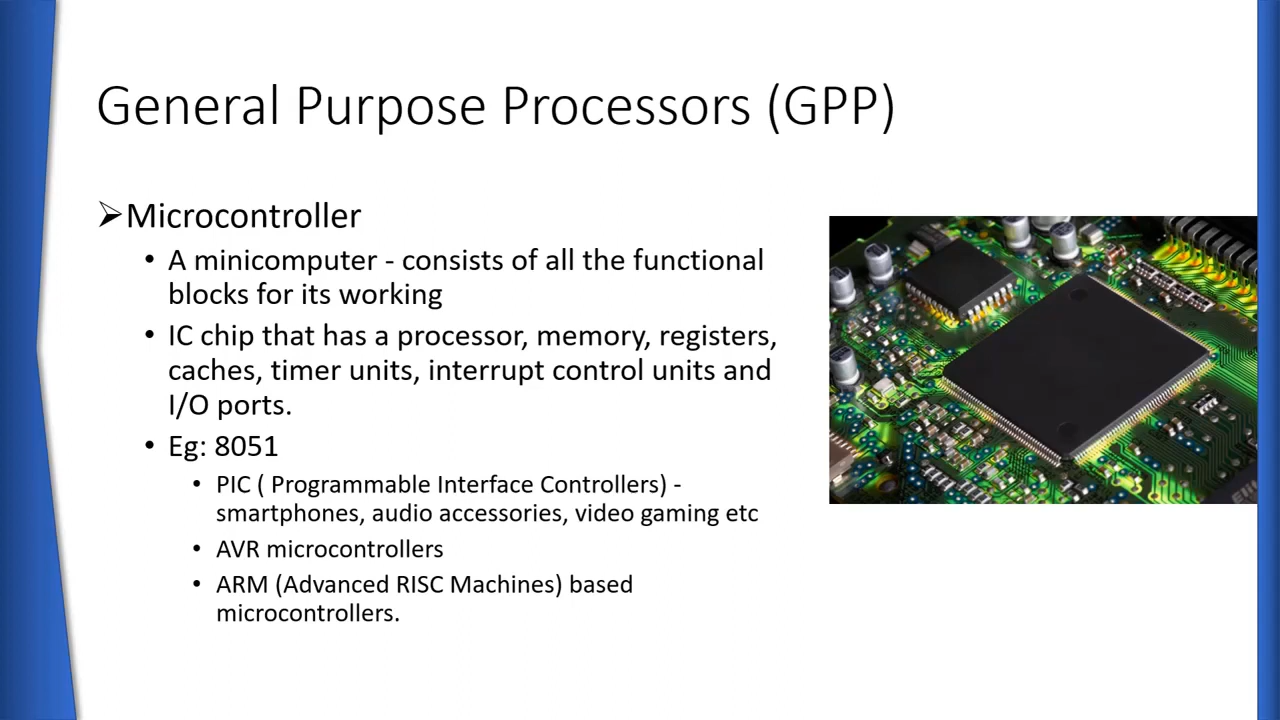 General Purpose Processors (GPP)
➢Microcontroller
• A minicomputer - consists of all the functional
blocks for its working
• IC chip that has a processor, memory, registers,
caches, timer units, interrupt control units and
I/O ports.
• Eg: 8051
• PIC ( Programmable Interface Controllers) -
smartphones, audio accessories, video gaming etc
• AVR microcontrollers
• ARM (Advanced RISC Machines) based
microcontrollers.